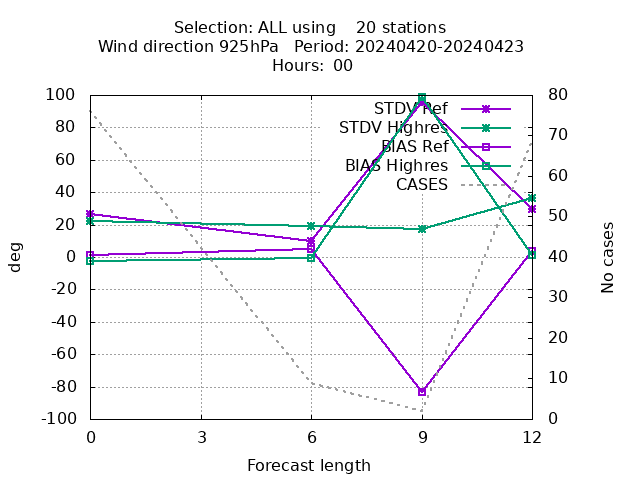 Selection: ALL using    20 stations
Wind direction 925hPa   Period: 20240420-20240423
Hours:  00
STDV Ref
STDV Highres
BIAS Ref
BIAS Highres
CASES
100
80
60
40
20
0
-20
-40
-60
-80
-100
deg
80
70
60
50
40
30
20
10
0
No cases
0 3 6 9 12
Forecast length